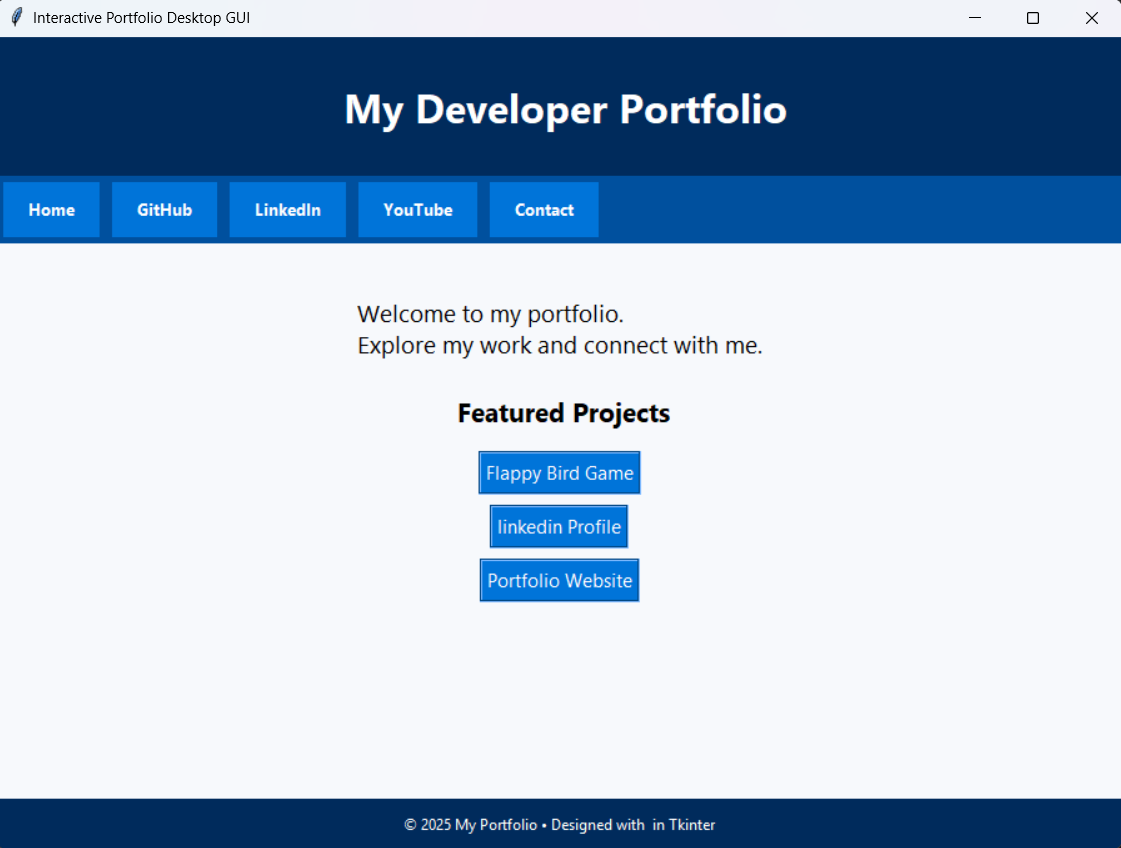 Interactive Portfolio Desktop GUI
My Developer Portfolio
Home GitHub LinkedIn YouTube Contact
Welcome to my portfolio.
Explore my work and connect with me.
Featured Projects
Flappy Bird Game
linkedin Profile
Portfolio Website
© 2025 My Portfolio • Designed with  in Tkinter